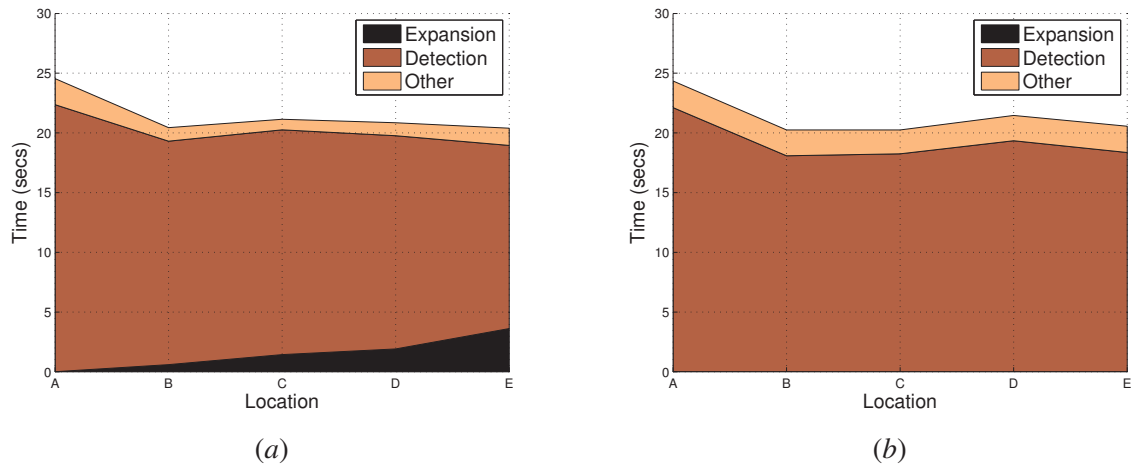 30
25
20
15
10
5
0
Time (secs)
A B C D E
Location
Expansion
Detection
Other
(a)
30
25
20
15
10
5
0
Time (secs)
A B C D E
Location
Expansion
Detection
Other
(b)